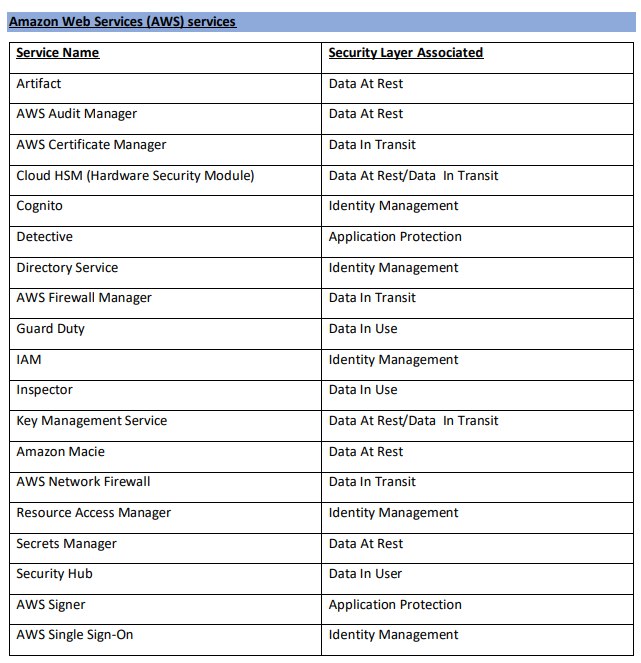 Amazon Web Services (AWS) services
Service Name Security Layer Associated
Artifact Data At Rest
AWS Audit Manager Data At Rest
AWS Certificate Manager Data In Transit
Cloud HSM (Hardware Security Module) Data At Rest/Data In Transit
Cognito Identity Management
Detective Application Protection
Directory Service Identity Management
AWS Firewall Manager Data In Transit
Guard Duty Data In Use
IAM Identity Management
Inspector Data In Use
Key Management Service Data At Rest/Data In Transit
Amazon Macie Data At Rest
AWS Network Firewall Data In Transit
Resource Access Manager Identity Management
Secrets Manager Data At Rest
Security Hub Data In User
AWS Signer Application Protection
AWS Single Sign-On Identity Management